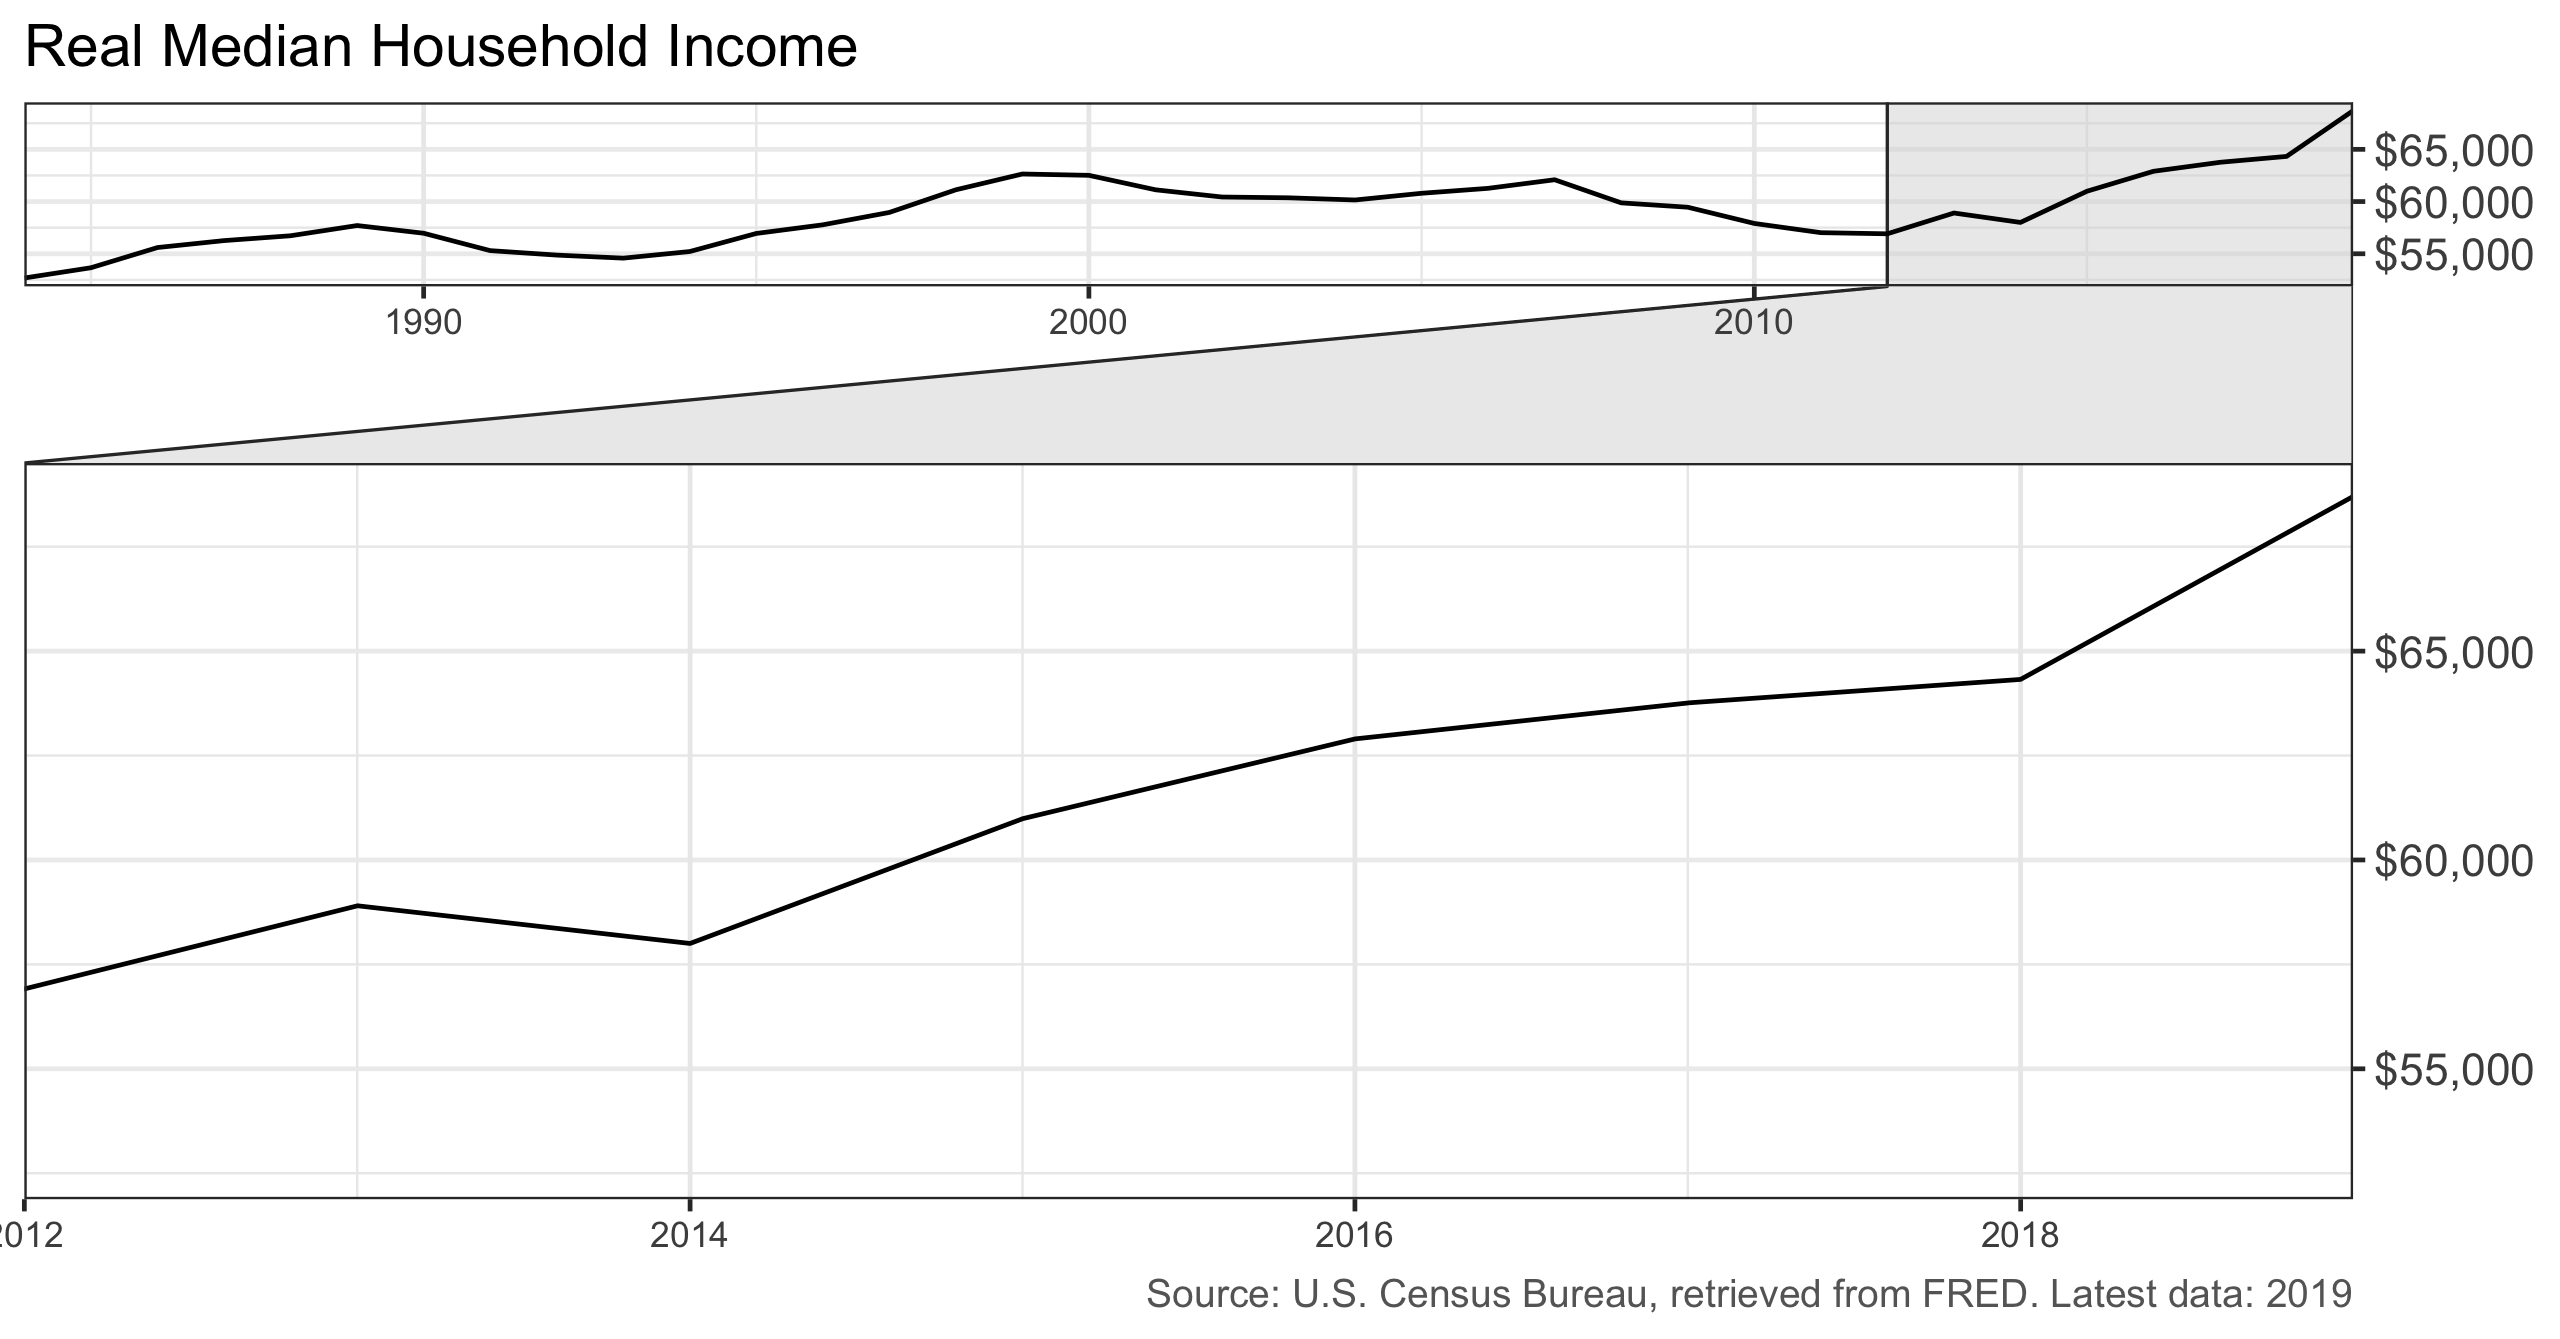 Real Median Household Income
$65,000
$60,000
$55,000
1990 2000 2010
$65,000
$60,000
$55,000
2012 2014 2016 2018
Source: U.S. Census Bureau, retrieved from FRED. Latest data: 2019